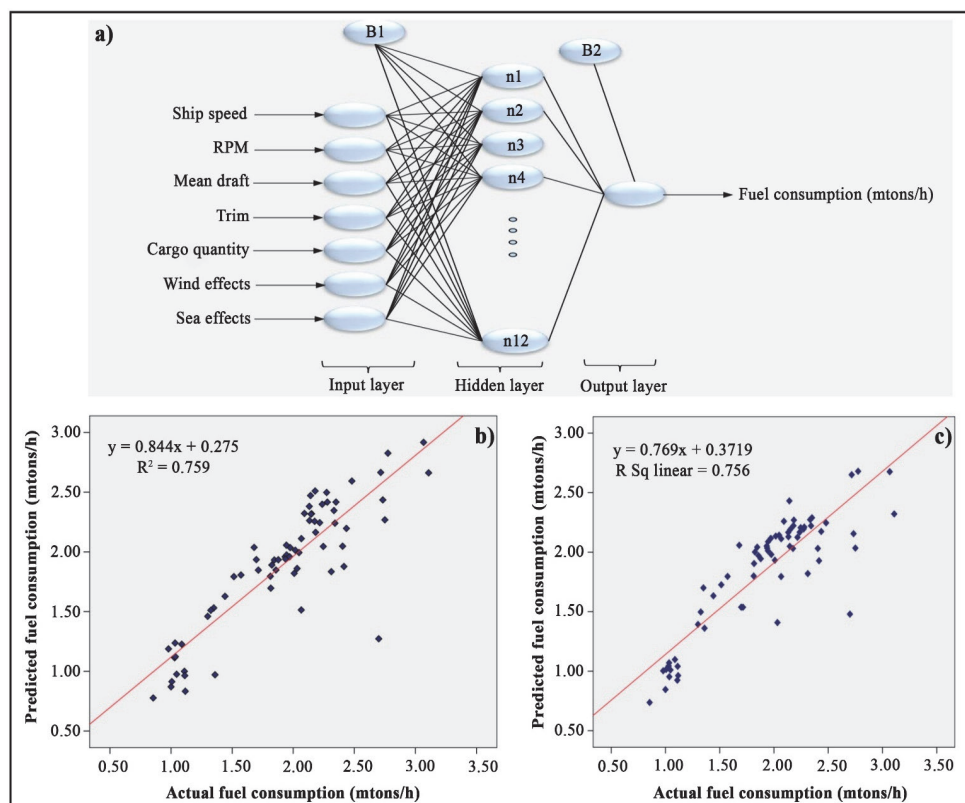 a)
B1
B2
n1
n2
n3
n4
n12
Ship speed
RPM
Mean draft
Trim
Cargo quantity
Wind effects
Sea effects
Fuel consumption (mtons/h)
Input layer
Hidden layer
Output layer
b)
y = 0.844x + 0.275
R² = 0.759
Predicted fuel consumption (mtons/h)
3.00
2.50
2.00
1.50
1.00
0.50
0.50 1.00 1.50 2.00 2.50 3.00 3.50
Actual fuel consumption (mtons/h)
c)
y = 0.769x + 0.3719
R Sq linear = 0.756
Predicted fuel consumption (mtons/h)
3.00
2.50
2.00
1.50
1.00
0.50
0.50 1.00 1.50 2.00 2.50 3.00 3.50
Actual fuel consumption (mtons/h)